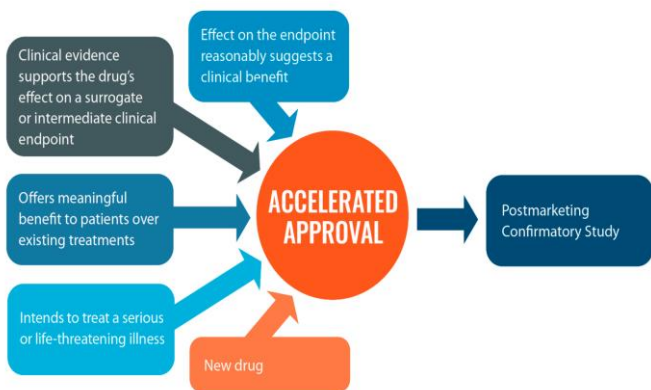 Effect on the endpoint
reasonably suggests a
clinical benefit
Clinical evidence
supports the drug's
effect on a surrogate
or intermediate clinical
endpoint
Offers meaningful
benefit to patients over
existing treatments
Intends to treat a serious
or life-threatening illness
New drug
ACCELERATED
APPROVAL
Postmarketing
Confirmatory Study